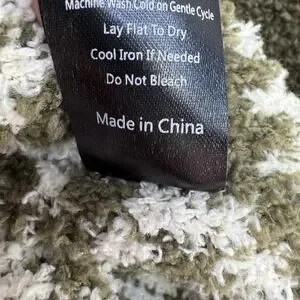 Machine Wash Cold on Gentle Cycle
Lay Flat To Dry
Cool Iron If Needed
Do Not Bleach
Made in China